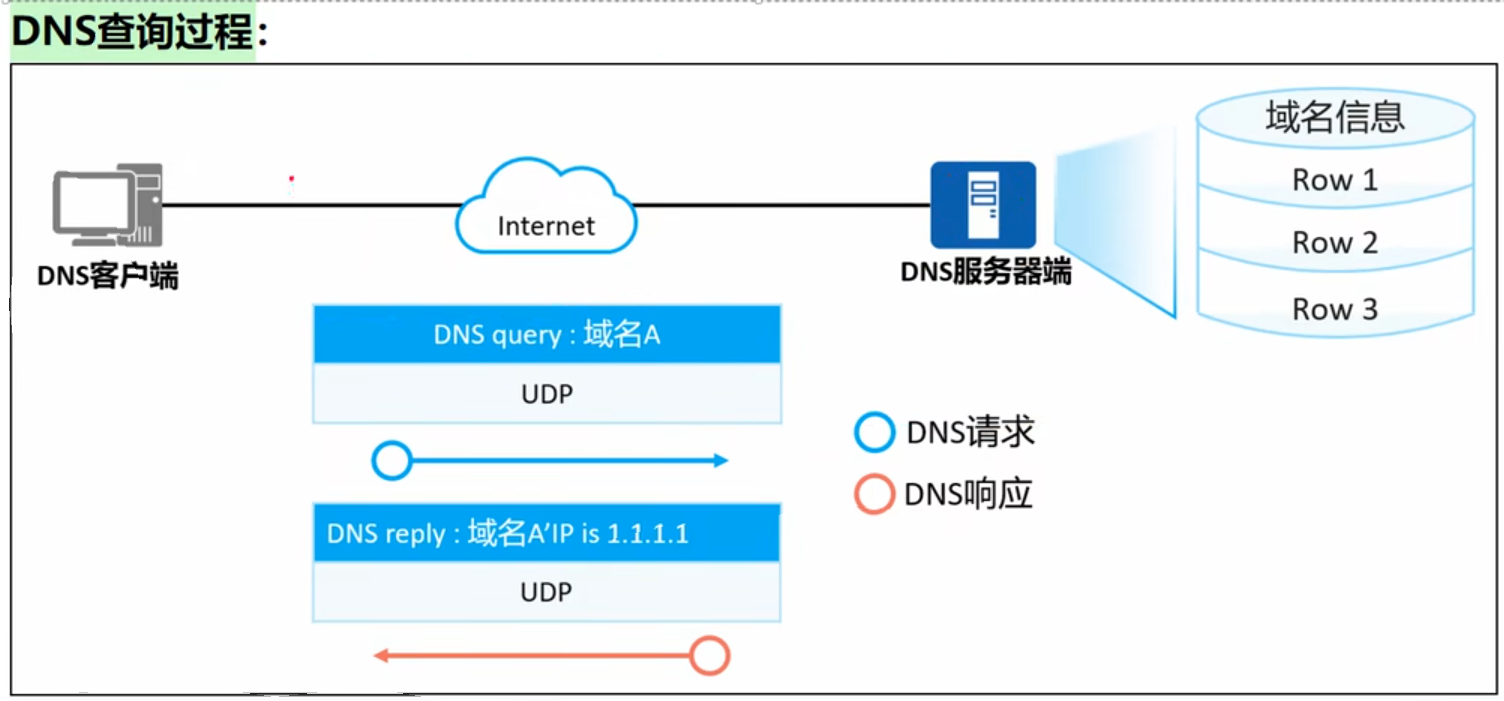 DNS查询过程：
域名信息
Row 1
Row 2
Row 3
Internet
DNS客户端
DNS服务器端
DNS query : 域名A
UDP
DNS请求
DNS响应
DNS reply : 域名A’IP is 1.1.1.1
UDP